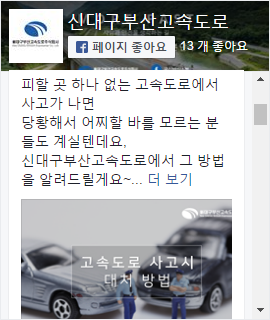 신대구부산고속도로
페이지 좋아요
13 개 좋아요
피할 곳 하나 없는 고속도로에서
사고가 나면
당황해서 어찌할 바를 모르는 분
들도 계실텐데요,
신대구부산고속도로에서 그 방법
을 알려드릴게요~... 더 보기
고속도로 사고시
대처 방법